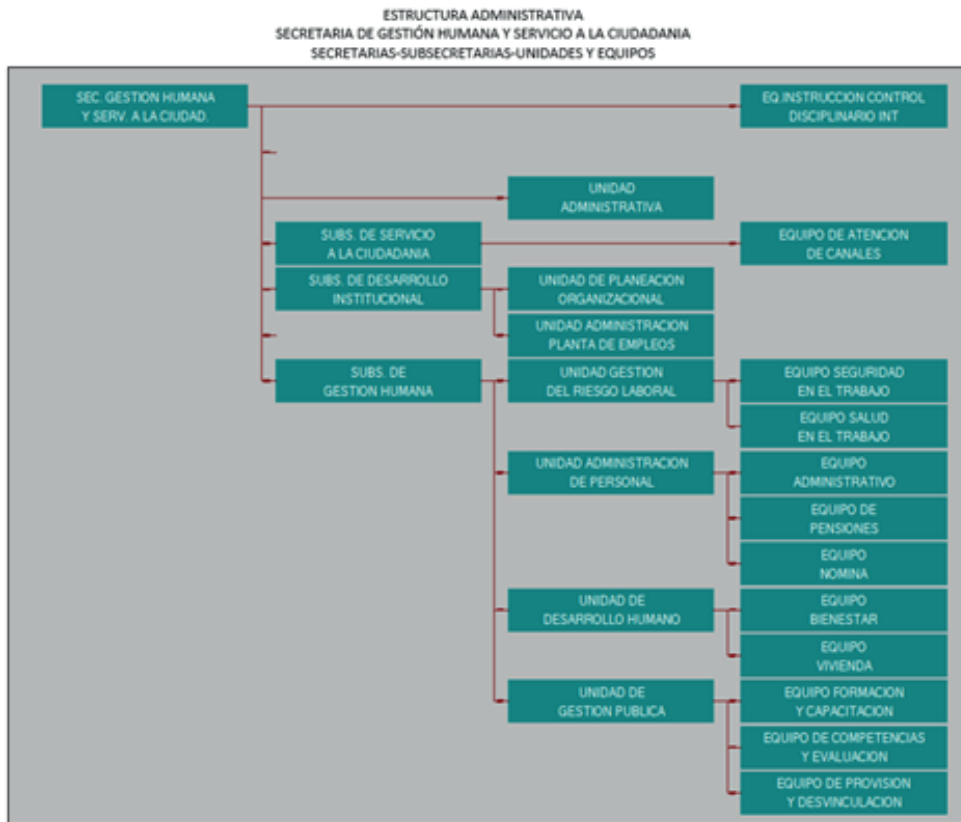 ESTRUCTURA ADMINISTRATIVA
SECRETARIA DE GESTIÓN HUMANA Y SERVICIO A LA CIUDADANIA
SECRETARIAS-SUBSECRETARIAS-UNIDADES Y EQUIPOS
SEC. GESTION HUMANA
Y SERV. A LA CIUDAD.
EQ.INSTRUCCION CONTROL
DISCIPLINARIO INT
UNIDAD
ADMINISTRATIVA
SUBS. DE SERVICIO
A LA CIUDADANIA
EQUIPO DE ATENCION
DE CANALES
SUBS. DE DESARROLLO
INSTITUCIONAL
UNIDAD DE PLANEACION
ORGANIZACIONAL
UNIDAD ADMINISTRACION
PLANTA DE EMPLEOS
SUBS. DE
GESTION HUMANA
UNIDAD GESTION
DEL RIESGO LABORAL
EQUIPO SEGURIDAD
EN EL TRABAJO
EQUIPO SALUD
EN EL TRABAJO
UNIDAD ADMINISTRACION
DE PERSONAL
EQUIPO
ADMINISTRATIVO
EQUIPO DE
PENSIONES
EQUIPO
NOMINA
UNIDAD DE
DESARROLLO HUMANO
EQUIPO
BIENESTAR
EQUIPO
VIVIENDA
UNIDAD DE
GESTION PUBLICA
EQUIPO FORMACION
Y CAPACITACION
EQUIPO DE COMPETENCIAS
Y EVALUACION
EQUIPO DE PROVISION
Y DESVINCULACION